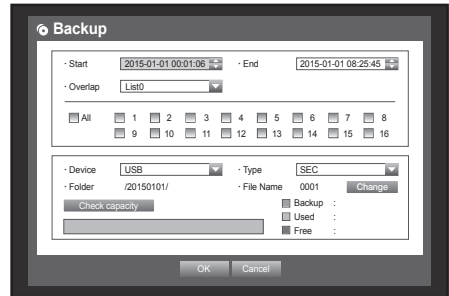 Backup
· Start 2015-01-01 00:01:06 · End 2015-01-01 08:25:45
· Overlap List0
All 1 2 3 4 5 6 7 8
9 10 11 12 13 14 15 16
· Device USB · Type SEC
· Folder /20150101/ · File Name 0001 Change
Check capacity Backup :
Used :
Free :
OK Cancel